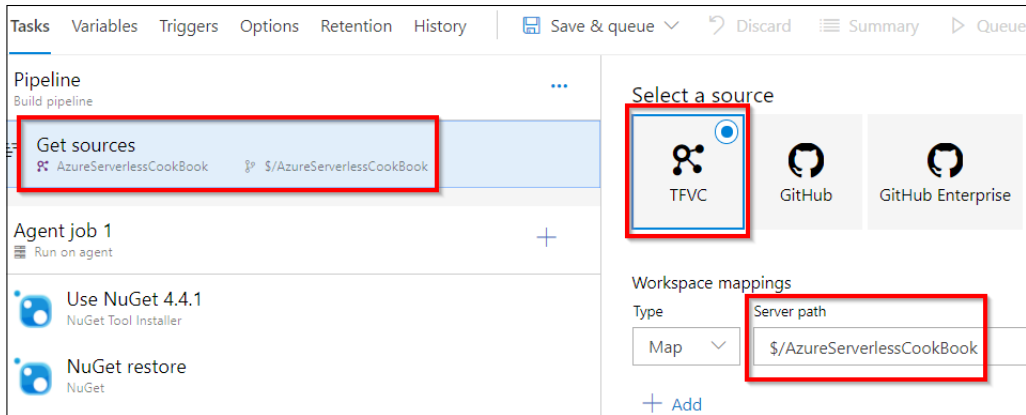 Tasks Variables Triggers Options Retention History Save & queue Discard Summary Queue
Pipeline
Build pipeline
Get sources
AzureServerlessCookBook $/AzureServerlessCookBook
Agent job 1
Run on agent
Use NuGet 4.4.1
NuGet Tool Installer
NuGet restore
NuGet
Select a source
TFVC GitHub GitHub Enterprise
Workspace mappings
Type Server path
Map $/AzureServerlessCookBook
Add